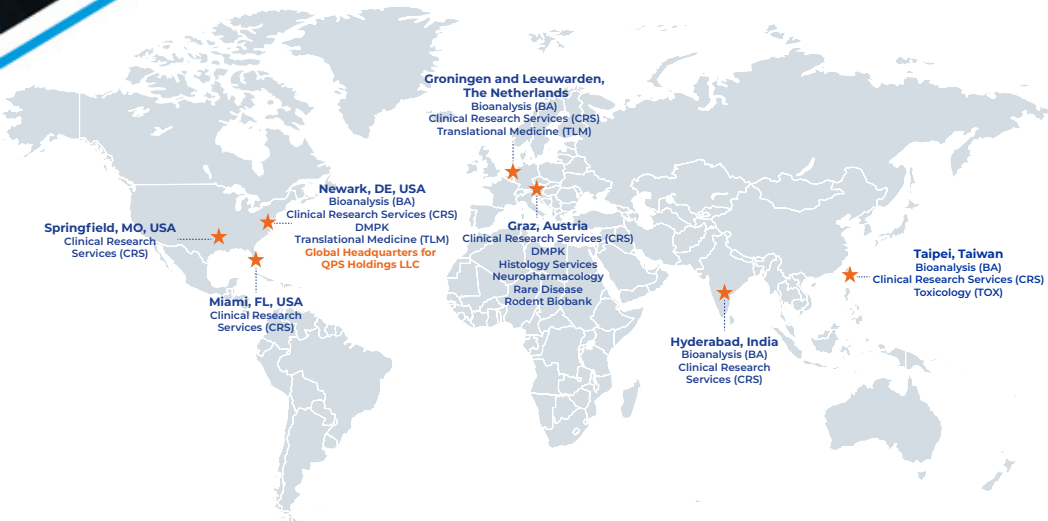 Groningen and Leeuwarden,
The Netherlands
Bioanalysis (BA)
Clinical Research Services (CRS)
Translational Medicine (TLM)
Newark, DE, USA
Bioanalysis (BA)
Clinical Research Services (CRS)
DMPK
Translational Medicine (TLM)
Global Headquarters for
QPS Holdings LLC
Springfield, MO, USA
Clinical Research
Services (CRS)
Miami, FL, USA
Clinical Research
Services (CRS)
Graz, Austria
Clinical Research Services (CRS)
DMPK
Histology Services
Neuropharmacology
Rare Disease
Rodent Biobank
Taipei, Taiwan
Bioanalysis (BA)
Clinical Research Services (CRS)
Toxicology (TOX)
Hyderabad, India
Bioanalysis (BA)
Clinical Research
Services (CRS)